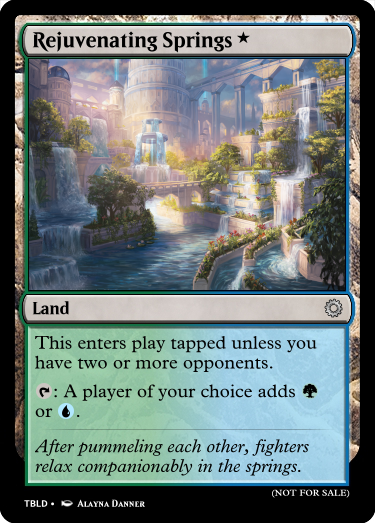 Rejuvenating Springs ★
Land
This enters play tapped unless you
have two or more opponents.
: A player of your choice adds
or .
After pummeling each other, fighters
relax companionably in the springs.
(NOT FOR SALE)
TBLD • Alayna Danner